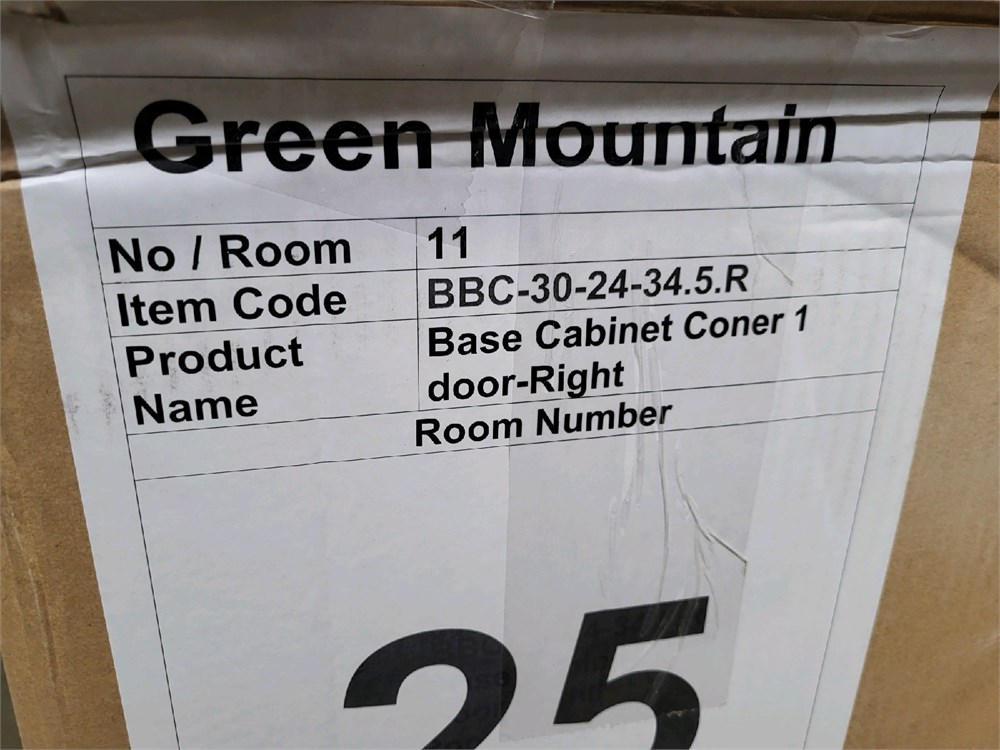 Green Mountain
No / Room 11
Item Code BBC-30-24-34.5.R
Product Name Base Cabinet Coner 1
door-Right
Room Number
25